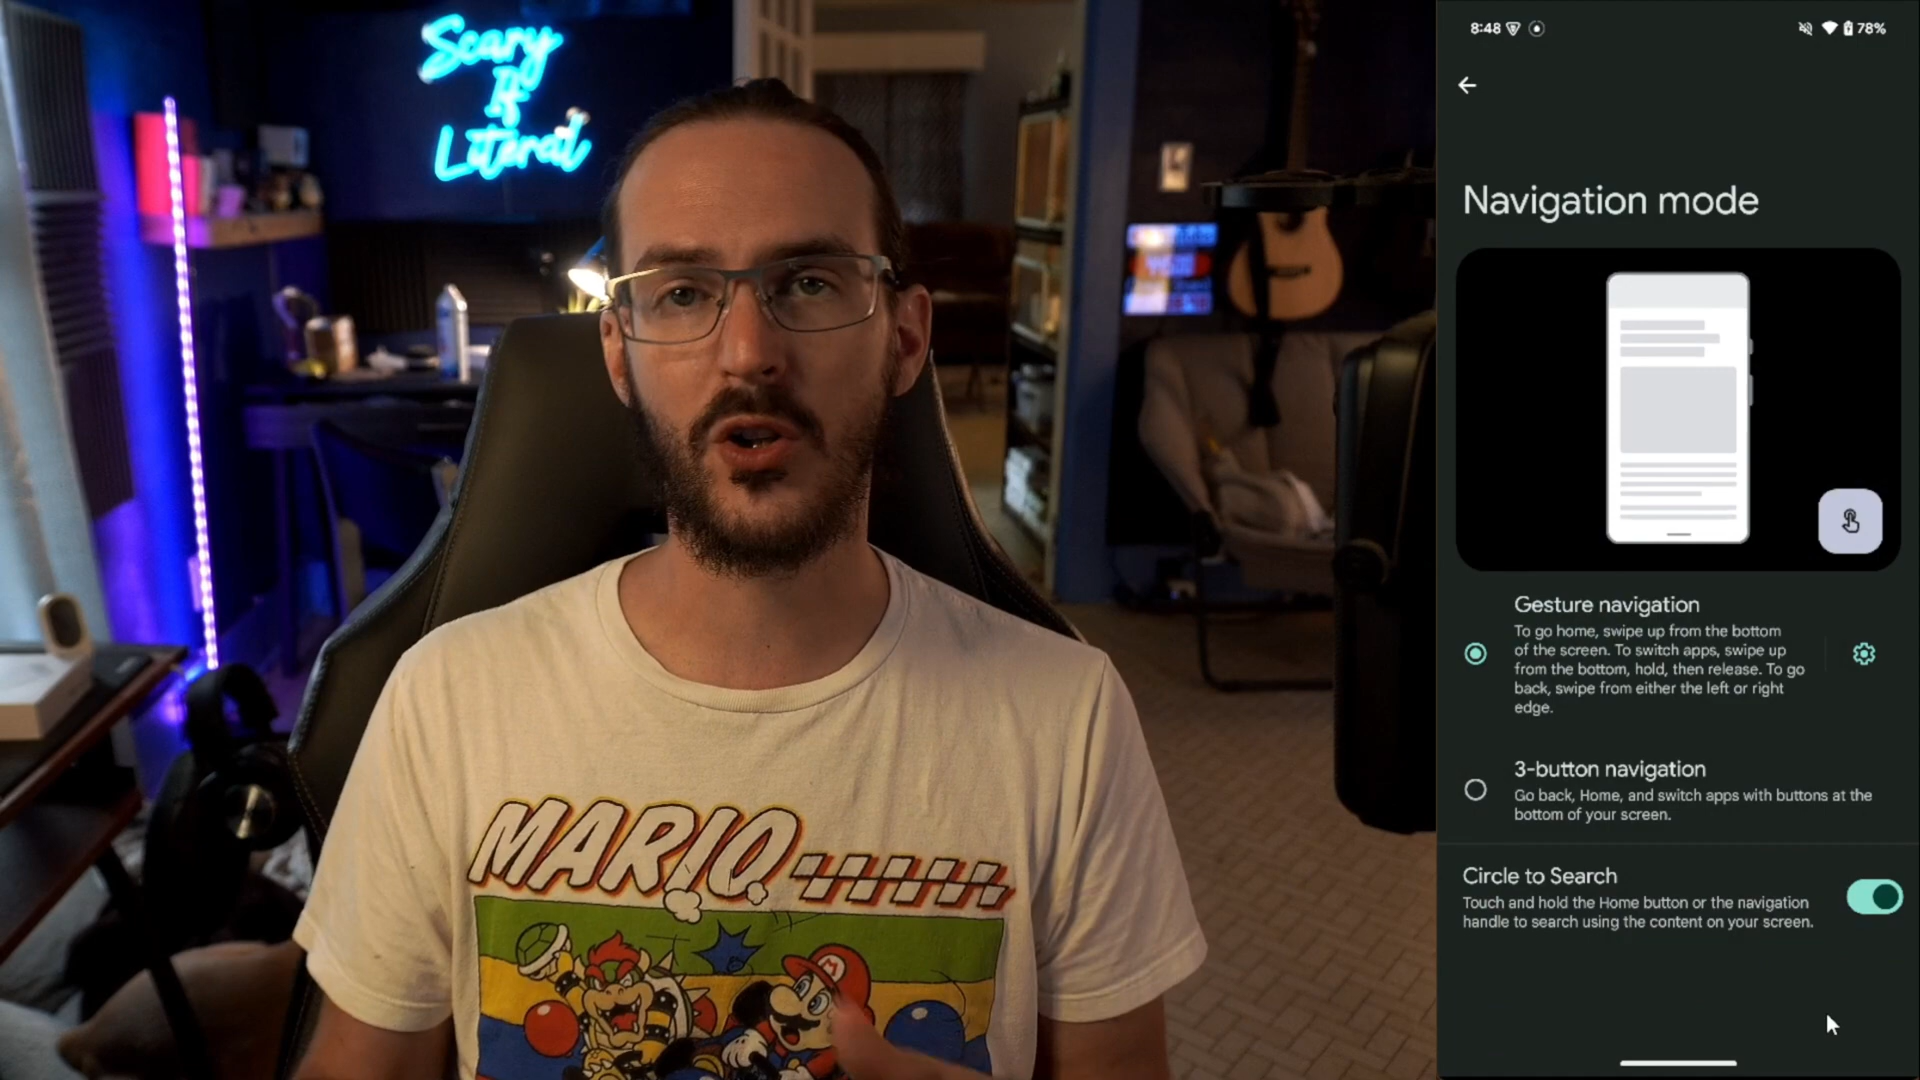 Scary
If
Literal
MARIO
M
8:48
78%
Navigation mode
Gesture navigation
To go home, swipe up from the bottom
of the screen. To switch apps, swipe up
from the bottom, hold, then release. To go
back, swipe from either the left or right
edge.
3-button navigation
Go back, Home, and switch apps with buttons at the
bottom of your screen.
Circle to Search
Touch and hold the Home button or the navigation
handle to search using the content on your screen.